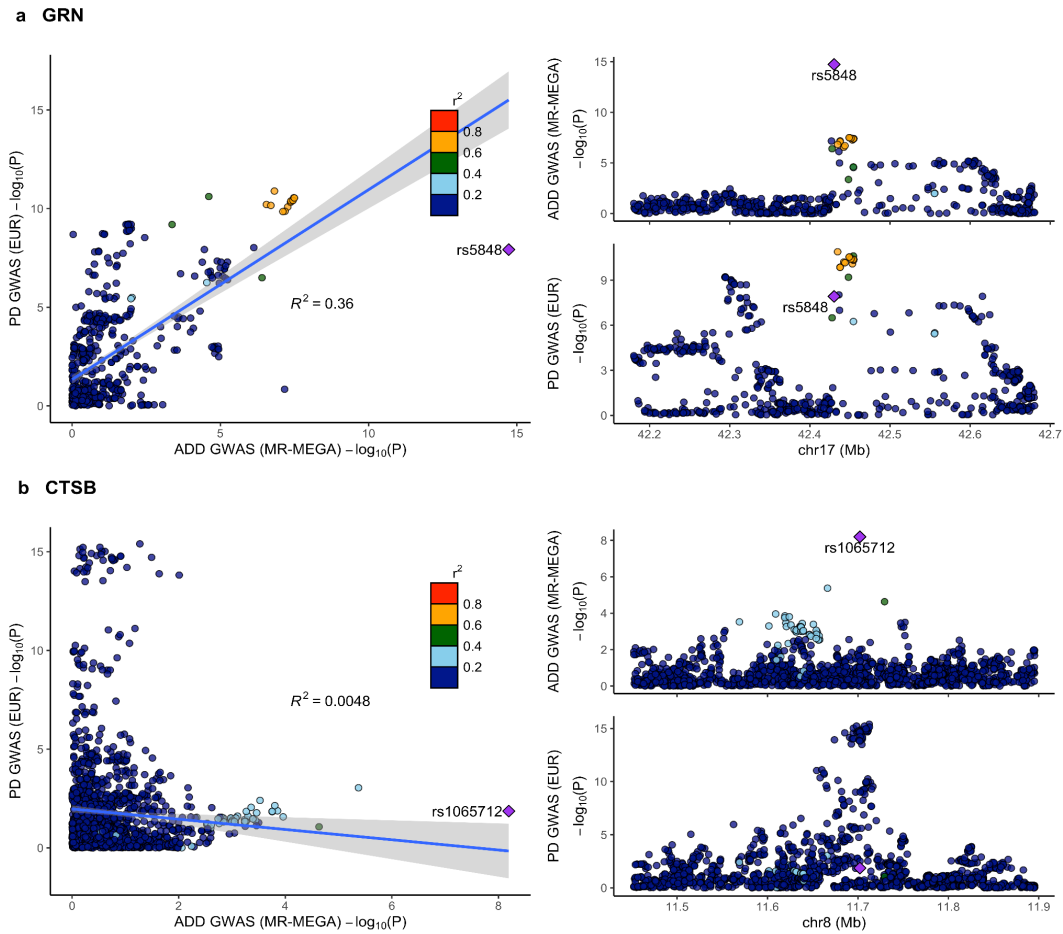 a GRN
PD GWAS (EUR) −log10(P)
15
10
5
0
r2
0.8
0.6
0.4
0.2
rs5848
R2 = 0.36
0 5 10 15
ADD GWAS (MR-MEGA) −log10(P)
ADD GWAS (MR-MEGA)
−log10(P)
15
10
5
0
rs5848
PD GWAS (EUR)
−log10(P)
9
6
3
0
rs5848
42.2 42.3 42.4 42.5 42.6 42.7
chr17 (Mb)
b CTSB
PD GWAS (EUR) −log10(P)
15
10
5
0
r2
0.8
0.6
0.4
0.2
R2 = 0.0048
rs1065712
0 2 4 6 8
ADD GWAS (MR-MEGA) −log10(P)
ADD GWAS (MR-MEGA)
−log10(P)
8
6
4
2
0
rs1065712
PD GWAS (EUR)
−log10(P)
15
10
5
0
11.5 11.6 11.7 11.8 11.9
chr8 (Mb)